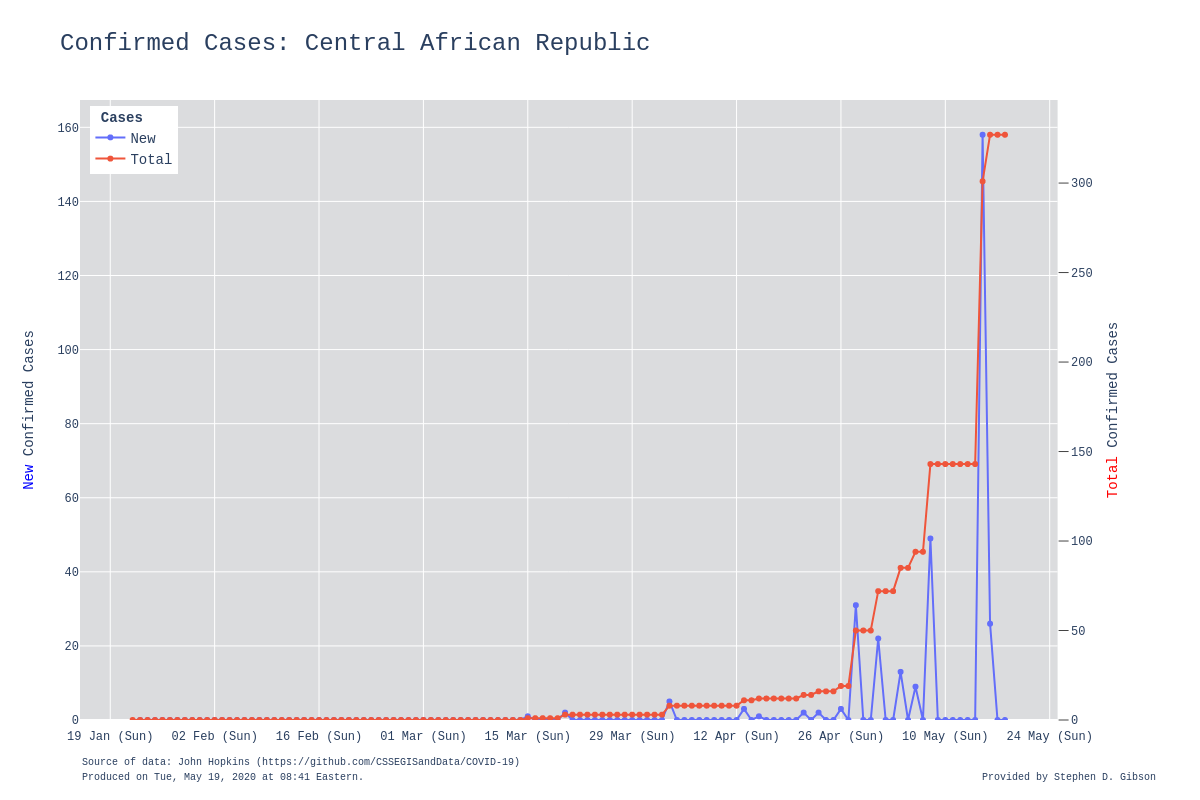 Confirmed Cases: Central African Republic
Cases
New
Total
160
140
120
100
80
60
40
20
0
300
250
200
150
100
50
0
New Confirmed Cases
Total Confirmed Cases
19 Jan (Sun) 02 Feb (Sun) 16 Feb (Sun) 01 Mar (Sun) 15 Mar (Sun) 29 Mar (Sun) 12 Apr (Sun) 26 Apr (Sun) 10 May (Sun) 24 May (Sun)
Source of data: John Hopkins (https://github.com/CSSEGISandData/COVID-19)
Produced on Tue, May 19, 2020 at 08:41 Eastern.
Provided by Stephen D. Gibson